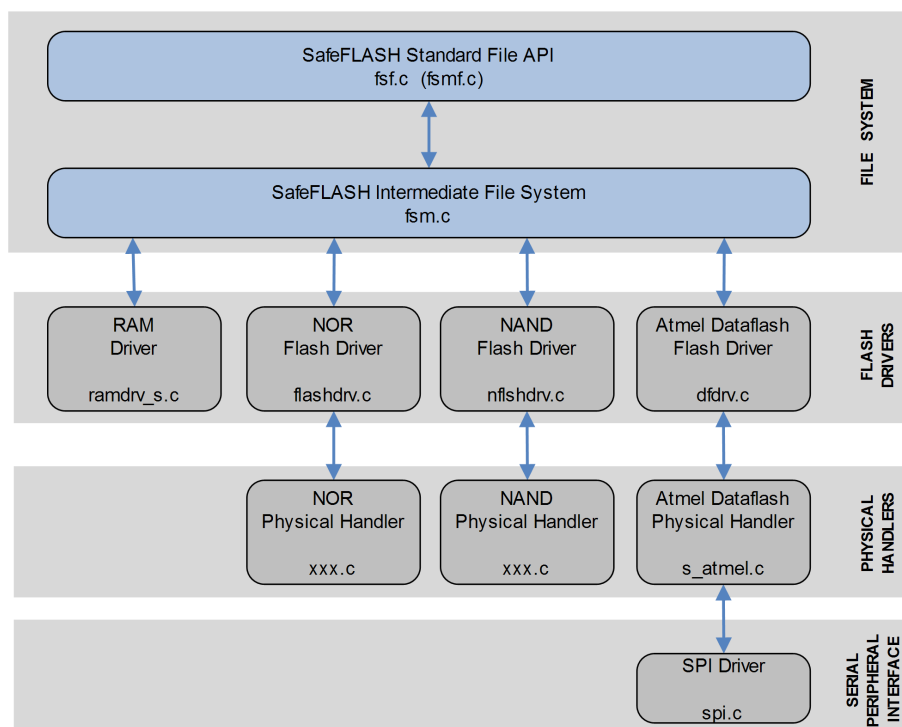 SafeFLASH Standard File API
fsf.c (fsmf.c)
SafeFLASH Intermediate File System
fsm.c
FILE SYSTEM
RAM
Driver
ramdrv_s.c
NOR
Flash Driver
flashdrv.c
NAND
Flash Driver
nflshdrv.c
Atmel Dataflash
Flash Driver
dfdrv.c
FLASH
DRIVERS
NOR
Physical Handler
xxx.c
NAND
Physical Handler
xxx.c
Atmel Dataflash
Physical Handler
s_atmel.c
PHYSICAL
HANDLERS
SPI Driver
spi.c
SERIAL
PERIPHERAL
INTERFACE